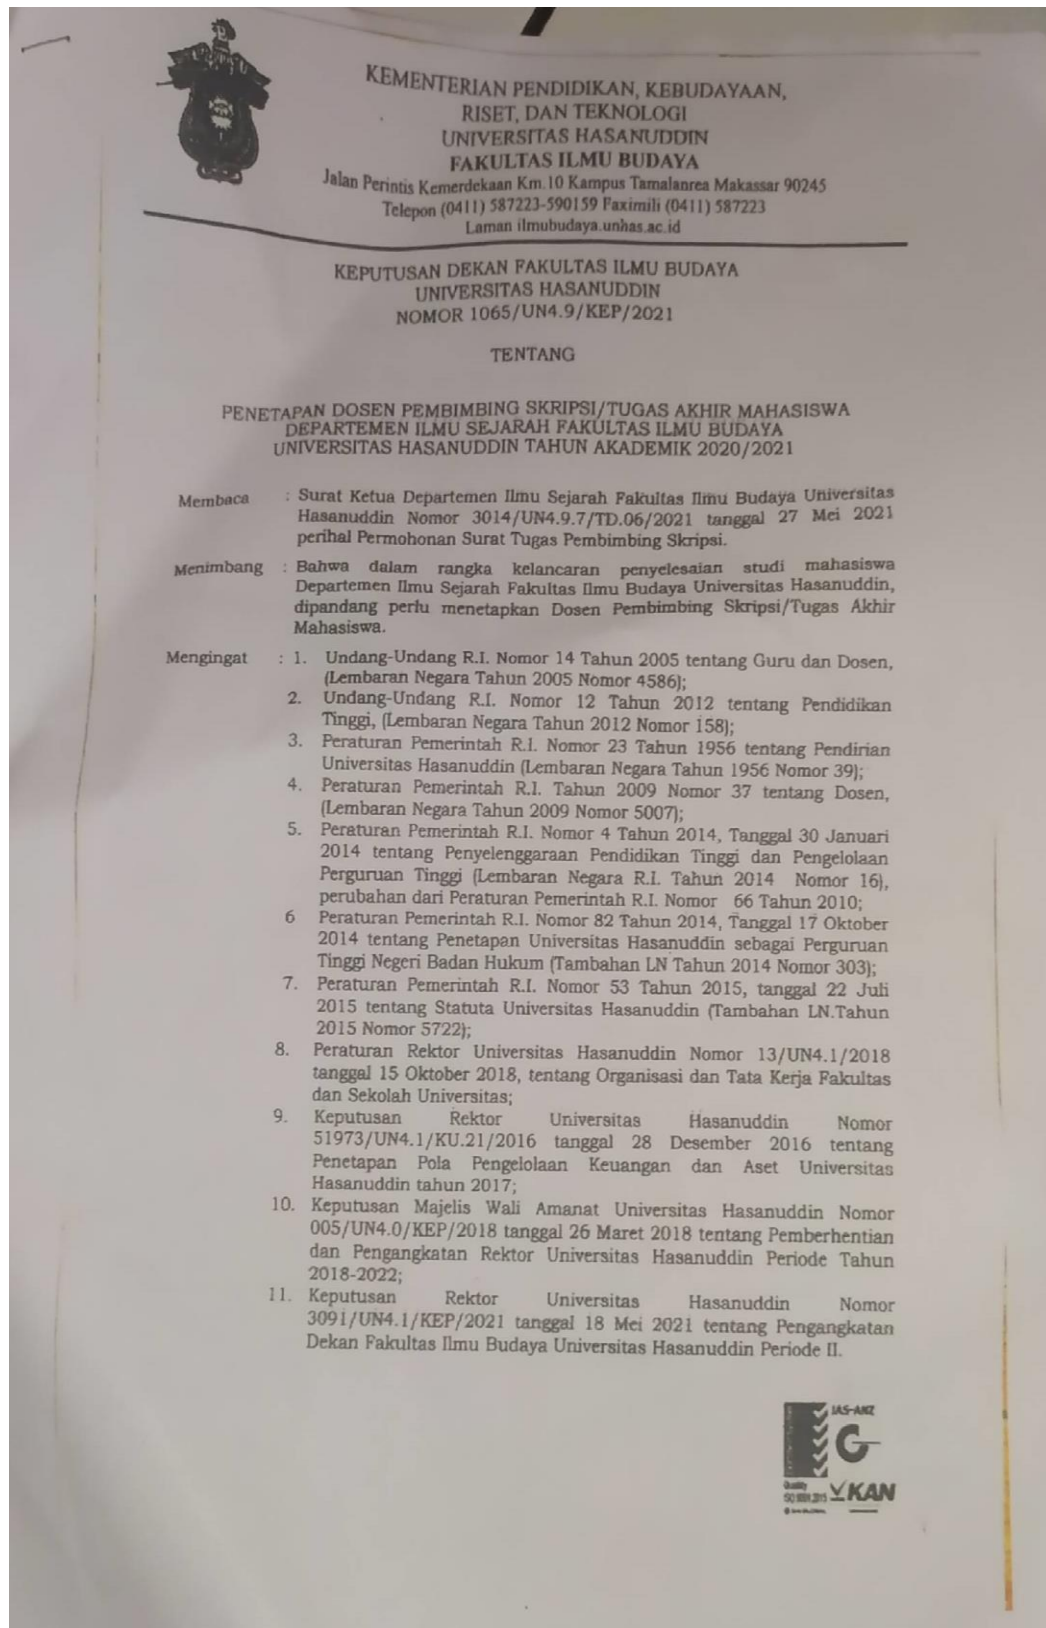 KEMENTERIAN PENDIDIKAN, KEBUDAYAAN,
RISET, DAN TEKNOLOGI
UNIVERSITAS HASANUDDIN
FAKULTAS ILMU BUDAYA
Jalan Perintis Kemerdekaan Km.10 Kampus Tamalanrea Makassar 90245
Telepon (0411) 587223-590159 Faximili (0411) 587223
Laman ilmubudaya.unhas.ac.id
KEPUTUSAN DEKAN FAKULTAS ILMU BUDAYA
UNIVERSITAS HASANUDDIN
NOMOR 1065/UN4.9/KEP/2021
TENTANG
PENETAPAN DOSEN PEMBIMBING SKRIPSI/TUGAS AKHIR MAHASISWA
DEPARTEMEN ILMU SEJARAH FAKULTAS ILMU BUDAYA
UNIVERSITAS HASANUDDIN TAHUN AKADEMIK 2020/2021
Membaca : Surat Ketua Departemen Ilmu Sejarah Fakultas Ilmu Budaya Universitas
Hasanuddin Nomor 3014/UN4.9.7/TD.06/2021 tanggal 27 Mei 2021
perihal Permohonan Surat Tugas Pembimbing Skripsi.
Menimbang : Bahwa dalam rangka kelancaran penyelesaian studi mahasiswa
Departemen Ilmu Sejarah Fakultas Ilmu Budaya Universitas Hasanuddin,
dipandang perlu menetapkan Dosen Pembimbing Skripsi/Tugas Akhir
Mahasiswa.
Mengingat : 1. Undang-Undang R.I. Nomor 14 Tahun 2005 tentang Guru dan Dosen,
(Lembaran Negara Tahun 2005 Nomor 4586);
2. Undang-Undang R.I. Nomor 12 Tahun 2012 tentang Pendidikan
Tinggi, (Lembaran Negara Tahun 2012 Nomor 158);
3. Peraturan Pemerintah R.I. Nomor 23 Tahun 1956 tentang Pendirian
Universitas Hasanuddin (Lembaran Negara Tahun 1956 Nomor 39);
4. Peraturan Pemerintah R.I. Tahun 2009 Nomor 37 tentang Dosen,
(Lembaran Negara Tahun 2009 Nomor 5007);
5. Peraturan Pemerintah R.I. Nomor 4 Tahun 2014, Tanggal 30 Januari
2014 tentang Penyelenggaraan Pendidikan Tinggi dan Pengelolaan
Perguruan Tinggi (Lembaran Negara R.I. Tahun 2014 Nomor 16),
perubahan dari Peraturan Pemerintah R.I. Nomor 66 Tahun 2010;
6 Peraturan Pemerintah R.I. Nomor 82 Tahun 2014, Tanggal 17 Oktober
2014 tentang Penetapan Universitas Hasanuddin sebagai Perguruan
Tinggi Negeri Badan Hukum (Tambahan LN Tahun 2014 Nomor 303);
7. Peraturan Pemerintah R.I. Nomor 53 Tahun 2015, tanggal 22 Juli
2015 tentang Statuta Universitas Hasanuddin (Tambahan LN.Tahun
2015 Nomor 5722);
8. Peraturan Rektor Universitas Hasanuddin Nomor 13/UN4.1/2018
tanggal 15 Oktober 2018, tentang Organisasi dan Tata Kerja Fakultas
dan Sekolah Universitas;
9. Keputusan Rektor Universitas Hasanuddin Nomor
51973/UN4.1/KU.21/2016 tanggal 28 Desember 2016 tentang
Penetapan Pola Pengelolaan Keuangan dan Aset Universitas
Hasanuddin tahun 2017;
10. Keputusan Majelis Wali Amanat Universitas Hasanuddin Nomor
005/UN4.0/KEP/2018 tanggal 26 Maret 2018 tentang Pemberhentian
dan Pengangkatan Rektor Universitas Hasanuddin Periode Tahun
2018-2022;
11. Keputusan Rektor Universitas Hasanuddin Nomor
3091/UN4.1/KEP/2021 tanggal 18 Mei 2021 tentang Pengangkatan
Dekan Fakultas Ilmu Budaya Universitas Hasanuddin Periode II.
JAS-ANZ
Quality
ISO 9001:2015
KAN